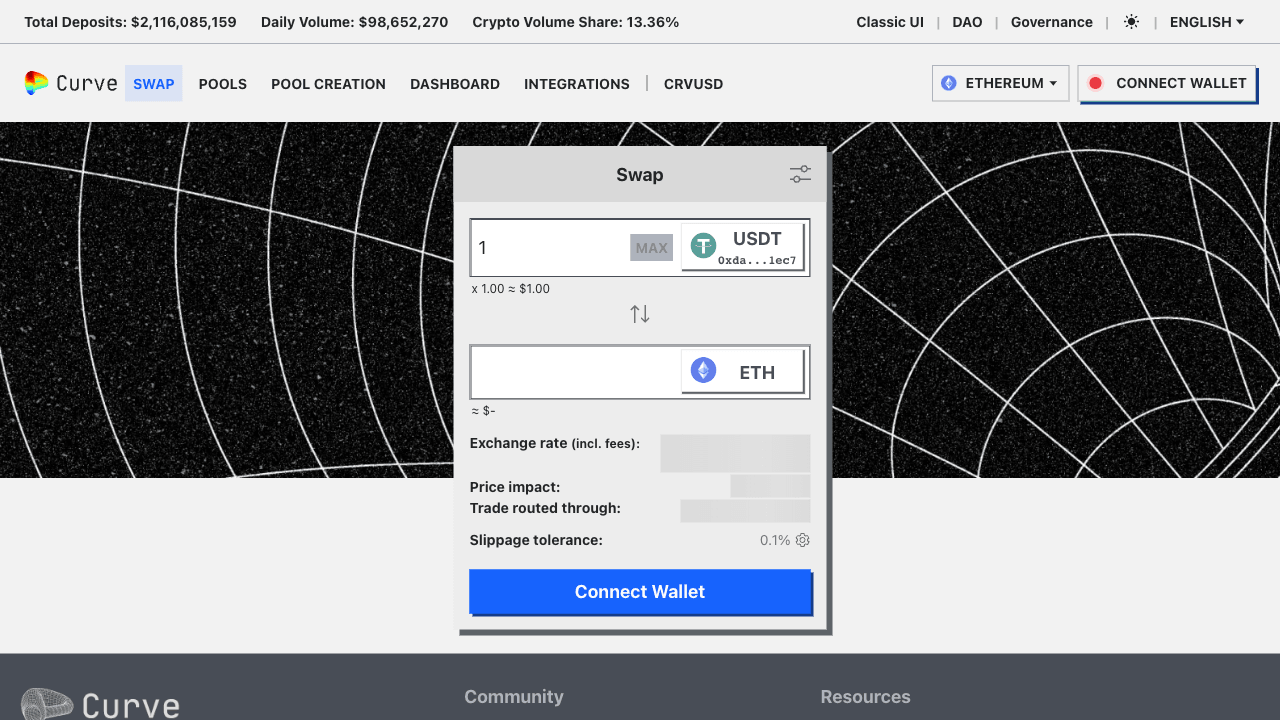 Total Deposits: $2,116,085,159 Daily Volume: $98,652,270 Crypto Volume Share: 13.36% Classic UI | DAO | Governance | | ENGLISH
Curve SWAP POOLS POOL CREATION DASHBOARD INTEGRATIONS | CRVUSD ETHEREUM CONNECT WALLET
Swap
1 MAX USDT
0xda...1ec7
x 1.00 ≈ $1.00
ETH
≈ $-
Exchange rate (incl. fees):
Price impact:
Trade routed through:
Slippage tolerance: 0.1%
Connect Wallet
Curve Community Resources